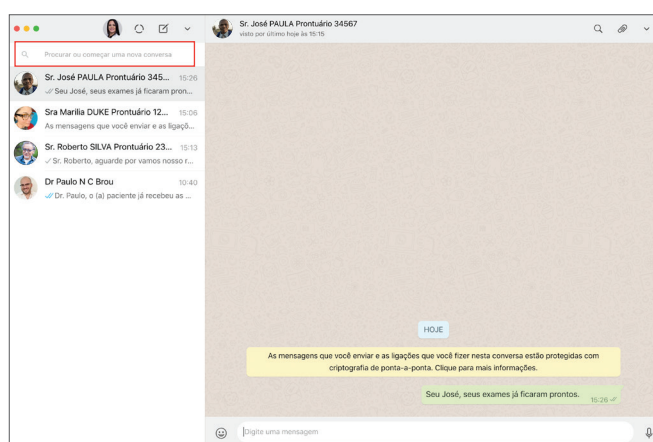 Procurar ou começar uma nova conversa
Sr. José PAULA Prontuário 345... 15:26
Seu José, seus exames já ficaram pron...
Sra Marilia DUKE Prontuário 12... 15:06
As mensagens que você enviar e as ligaçõ...
Sr. Roberto SILVA Prontuário 23... 15:13
Sr. Roberto, aguarde por vamos nosso r...
Dr Paulo N C Brou 10:40
Dr. Paulo, o (a) paciente já recebeu as ...
Sr. José PAULA Prontuário 34567
visto por último hoje às 15:15
HOJE
As mensagens que você enviar e as ligações que você fizer nesta conversa estão protegidas com
criptografia de ponta-a-ponta. Clique para mais informações.
Seu José, seus exames já ficaram prontos. 15:26
Digite uma mensagem